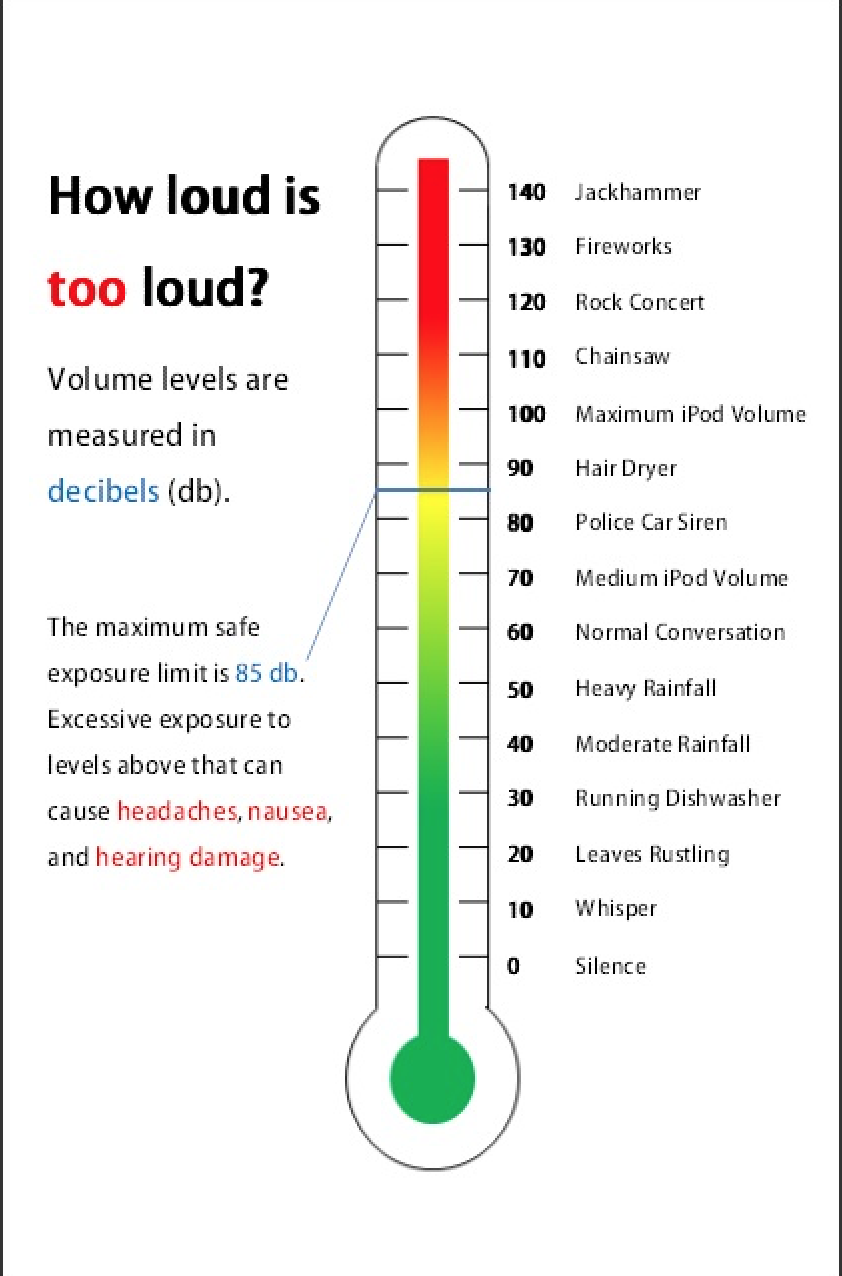 How loud is
too loud?
Volume levels are
measured in
decibels (db).
The maximum safe
exposure limit is 85 db.
Excessive exposure to
levels above that can
cause headaches, nausea,
and hearing damage.
140 Jackhammer
130 Fireworks
120 Rock Concert
110 Chainsaw
100 Maximum iPod Volume
90 Hair Dryer
80 Police Car Siren
70 Medium iPod Volume
60 Normal Conversation
50 Heavy Rainfall
40 Moderate Rainfall
30 Running Dishwasher
20 Leaves Rustling
10 Whisper
0 Silence